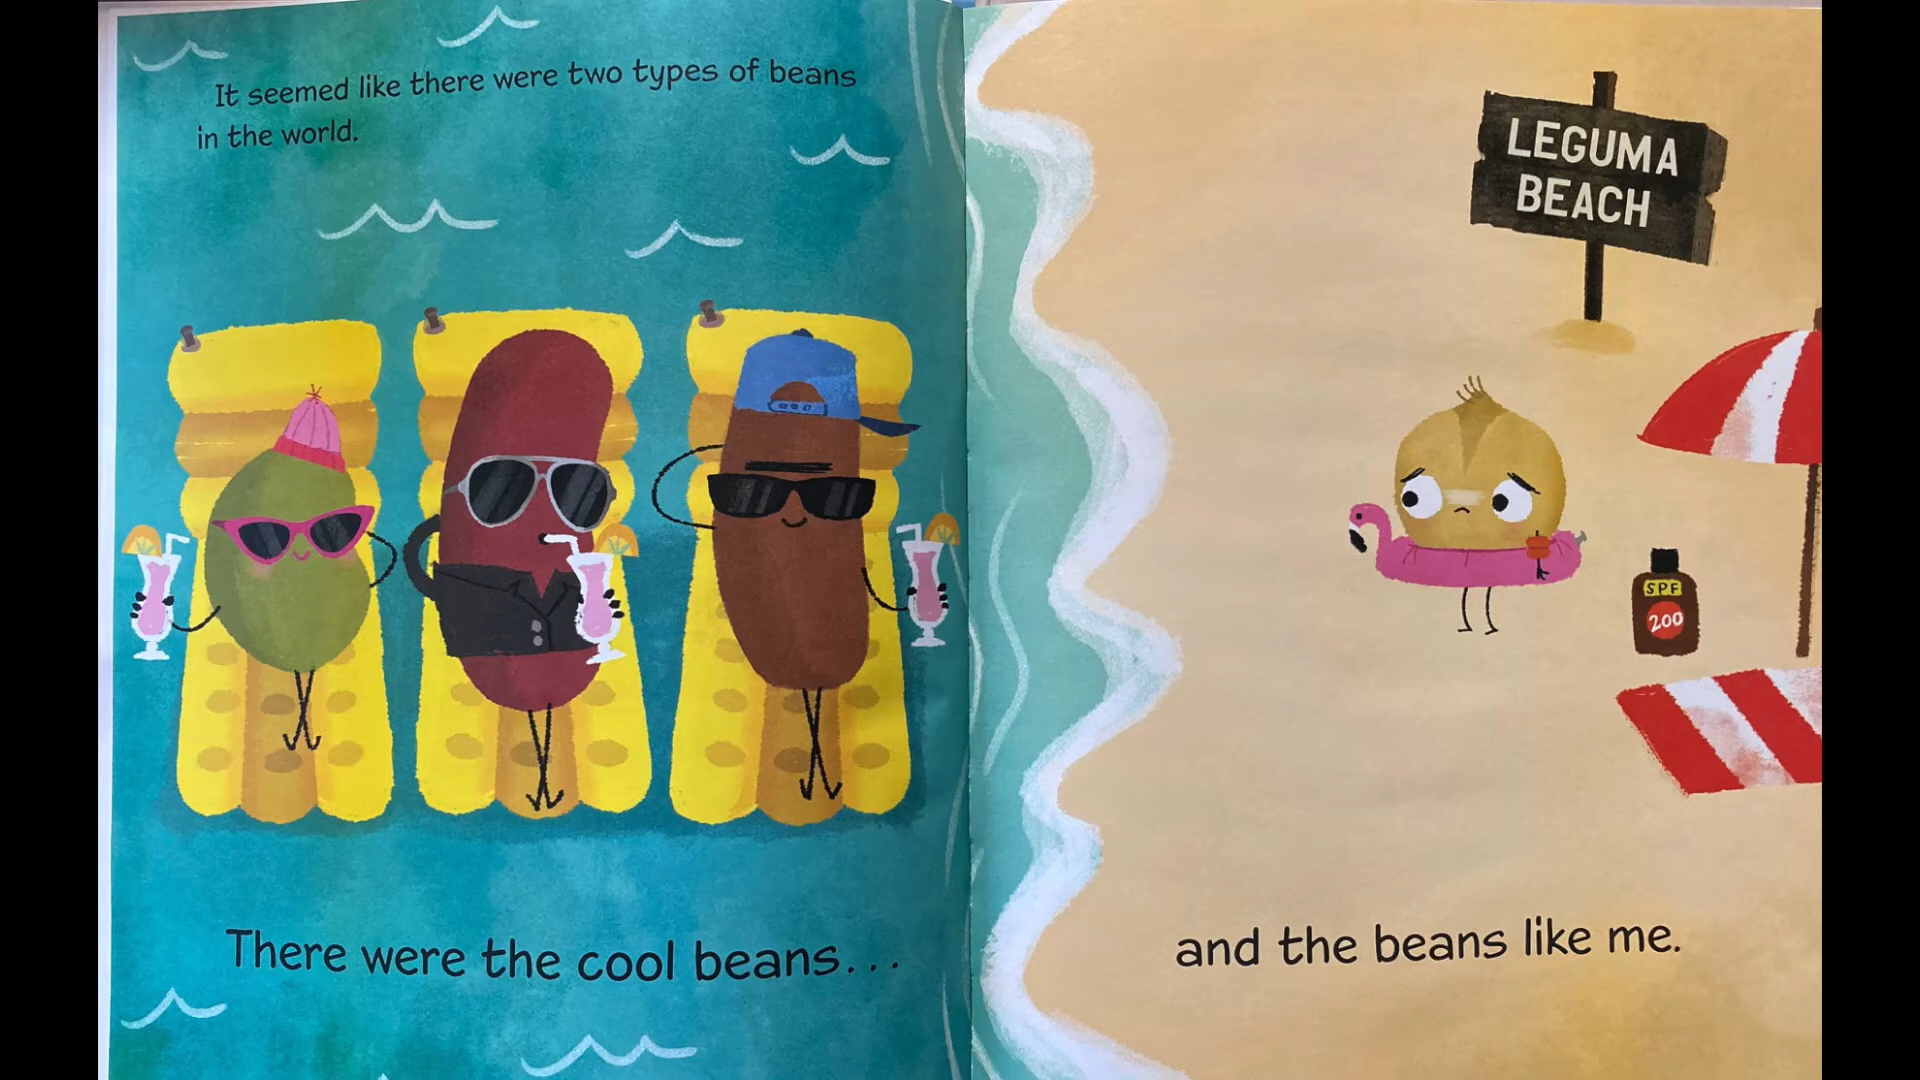 It seemed like there were two types of beans
in the world.
There were the cool beans...
LEGUMA
BEACH
SPF
200
and the beans like me.